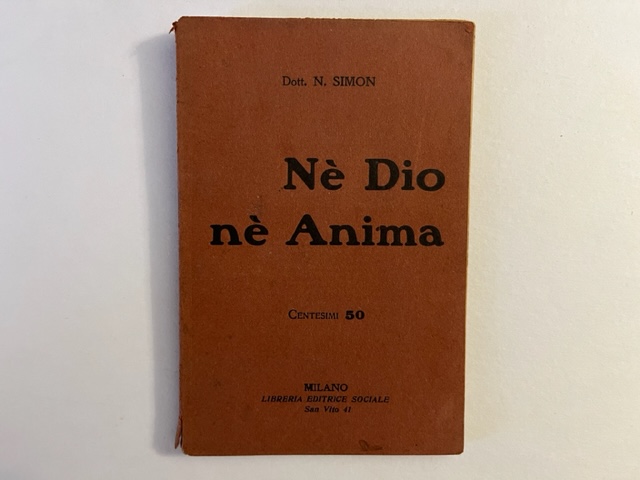 Dott. N. SIMON
Nè Dio
nè Anima
CENTESIMI 50
MILANO
LIBRERIA EDITRICE SOCIALE
San Vito 41